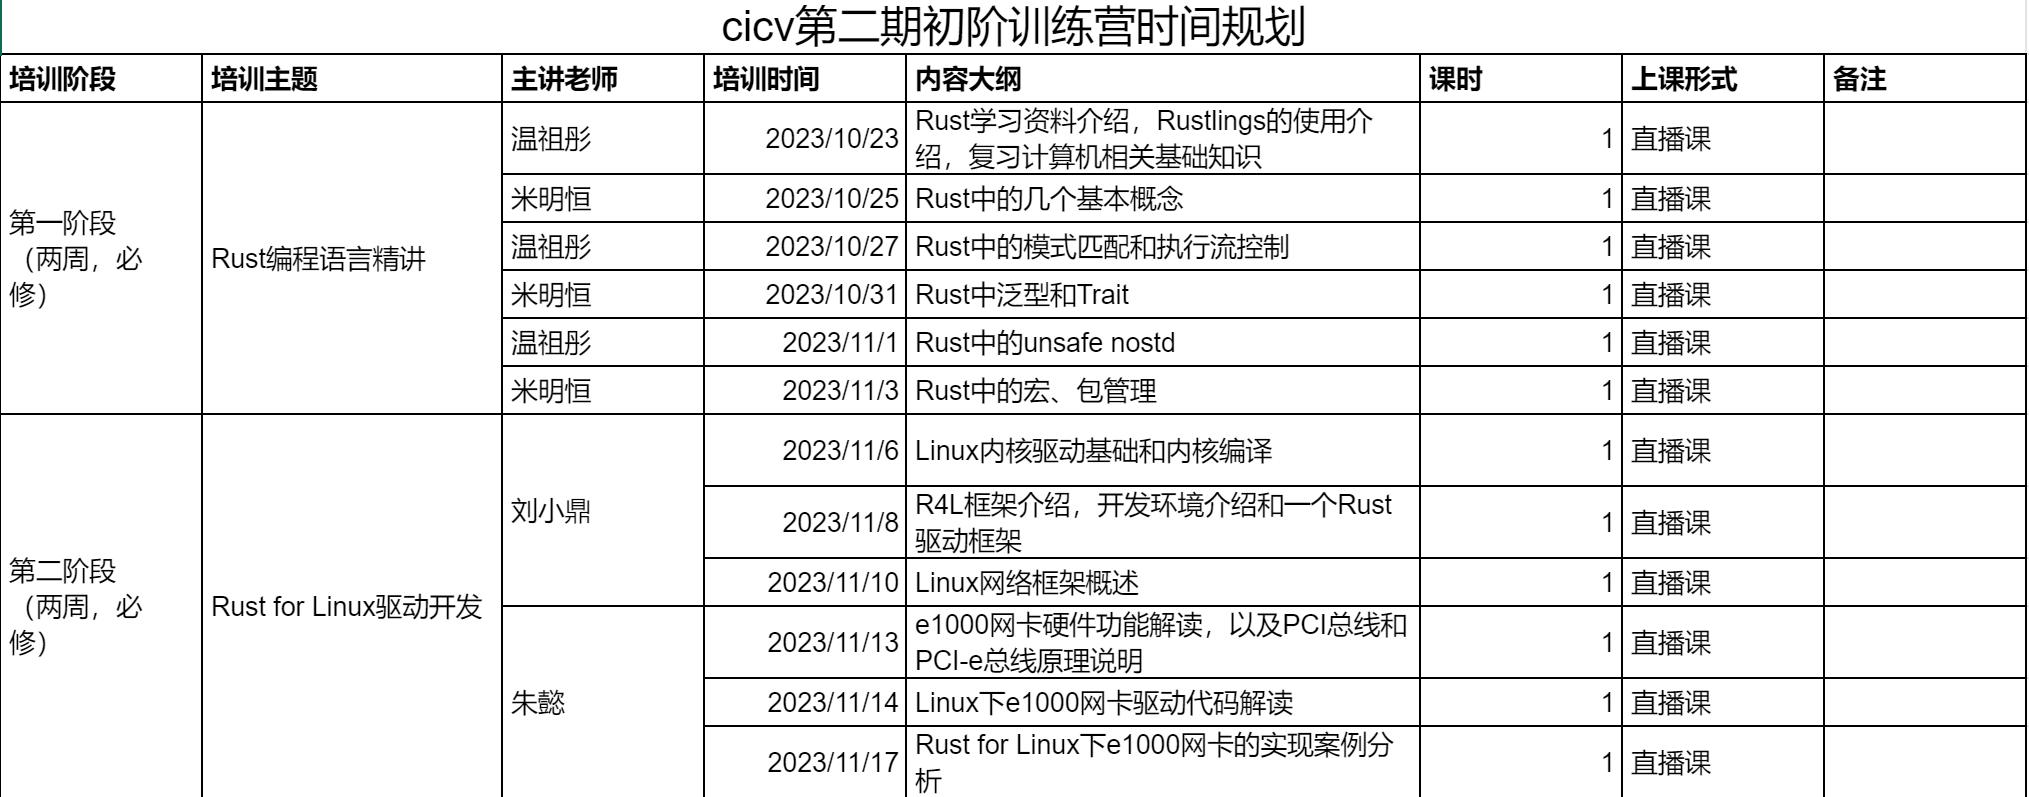 cicv第二期初阶训练营时间规划
培训阶段 培训主题 主讲老师 培训时间 内容大纲 课时 上课形式 备注
第一阶段
（两周，必
修）
Rust编程语言精讲
温祖彤 2023/10/23 Rust学习资料介绍，Rustlings的使用介
绍，复习计算机相关基础知识 1 直播课
米明恒 2023/10/25 Rust中的几个基本概念 1 直播课
温祖彤 2023/10/27 Rust中的模式匹配和执行流控制 1 直播课
米明恒 2023/10/31 Rust中泛型和Trait 1 直播课
温祖彤 2023/11/1 Rust中的unsafe nostd 1 直播课
米明恒 2023/11/3 Rust中的宏、包管理 1 直播课
第二阶段
（两周，必
修）
Rust for Linux驱动开发
刘小鼎
2023/11/6 Linux内核驱动基础和内核编译 1 直播课
2023/11/8 R4L框架介绍，开发环境介绍和一个Rust
驱动框架 1 直播课
2023/11/10 Linux网络框架概述 1 直播课
朱懿
2023/11/13 e1000网卡硬件功能解读，以及PCI总线和
PCI-e总线原理说明 1 直播课
2023/11/14 Linux下e1000网卡驱动代码解读 1 直播课
2023/11/17 Rust for Linux下e1000网卡的实现案例分
析 1 直播课